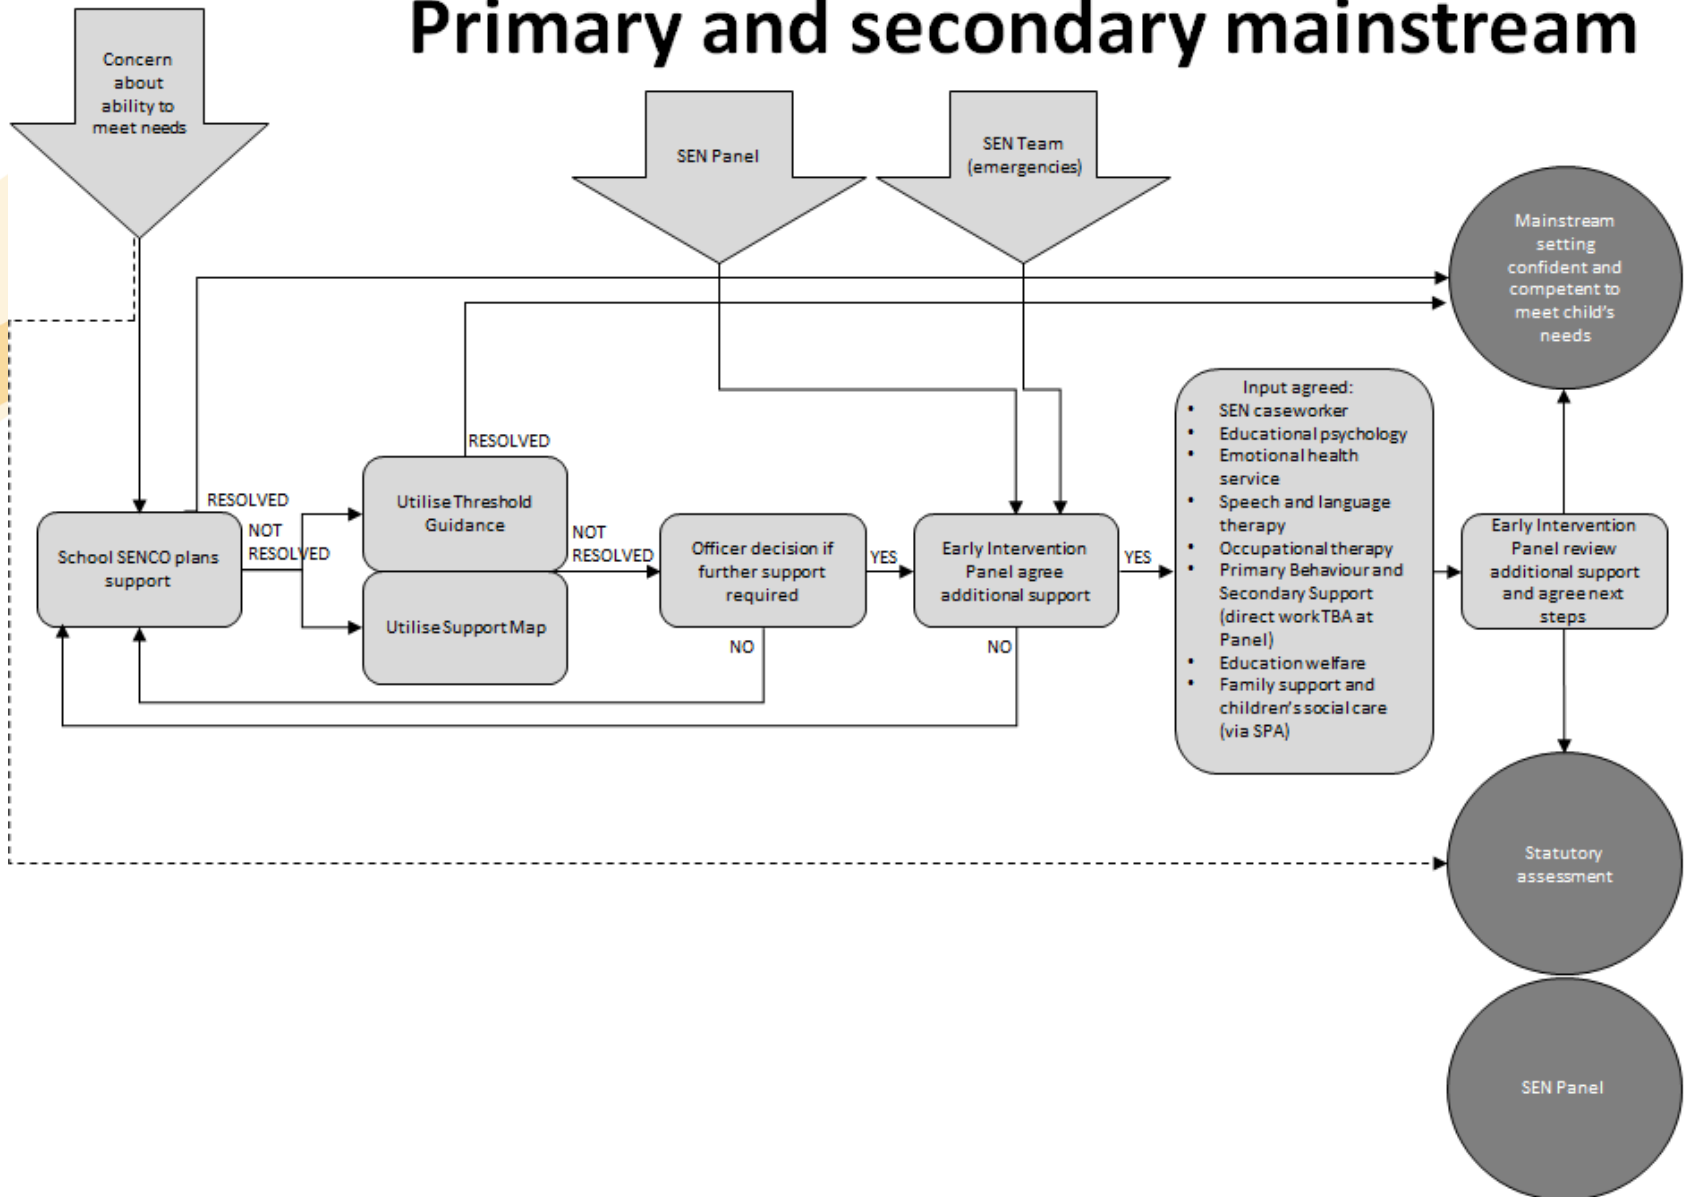 Primary and secondary mainstream
Concern
about
ability to
meet needs
SEN Panel
SEN Team
(emergencies)
Mainstream
setting
confident and
competent to
meet child's
needs
RESOLVED
RESOLVED
NOT
RESOLVED
School SENCO plans
support
Utilise Threshold
Guidance
Utilise Support Map
NOT
RESOLVED
Officer decision if
further support
required
YES
NO
Early Intervention
Panel agree
additional support
YES
NO
Input agreed:
• SEN caseworker
• Educational psychology
• Emotional health
service
• Speech and language
therapy
• Occupational therapy
• Primary Behaviour and
Secondary Support
(direct work TBA at
Panel)
• Education welfare
• Family support and
children's social care
(via SPA)
Early Intervention
Panel review
additional support
and agree next
steps
Statutory
assessment
SEN Panel